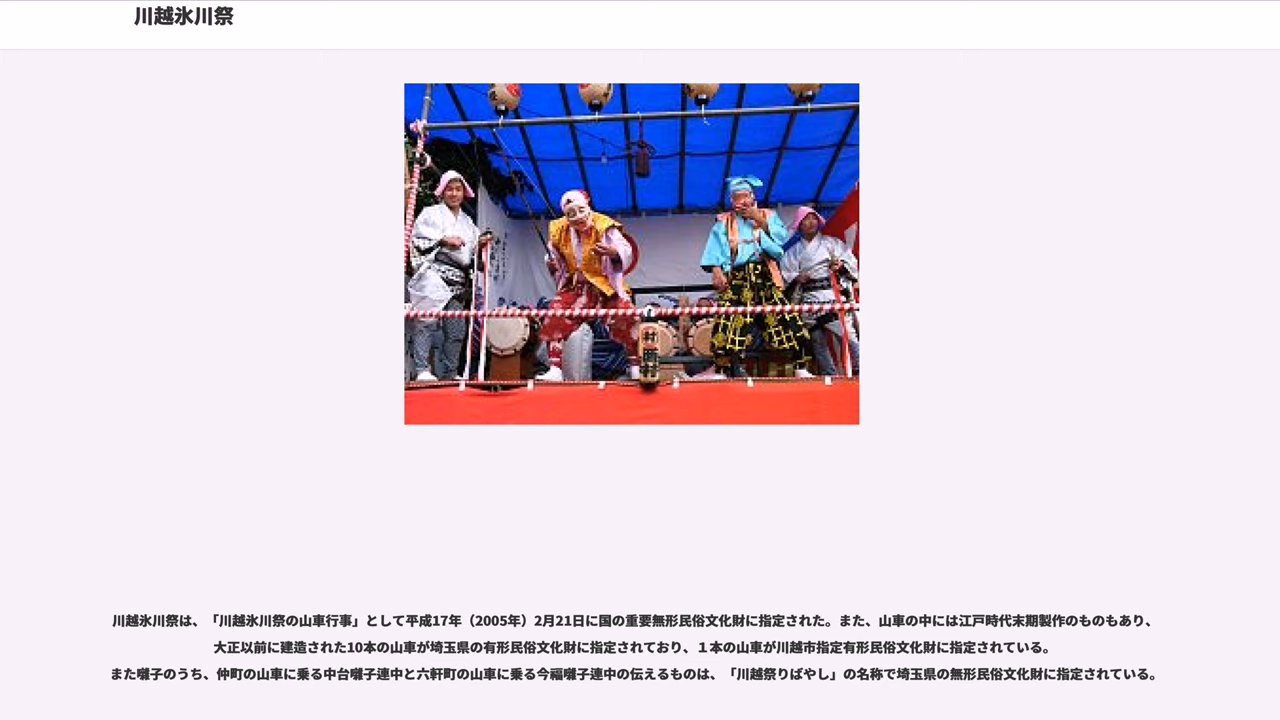 川越氷川祭
川越氷川祭は、「川越氷川祭の山車行事」として平成17年（2005年）2月21日に国の重要無形民俗文化財に指定された。また、山車の中には江戸時代末期製作のものもあり、
大正以前に建造された10本の山車が埼玉県の有形民俗文化財に指定されており、１本の山車が川越市指定有形民俗文化財に指定されている。
また囃子のうち、仲町の山車に乗る中台囃子連中と六軒町の山車に乗る今福囃子連中の伝えるものは、「川越祭りばやし」の名称で埼玉県の無形民俗文化財に指定されている。